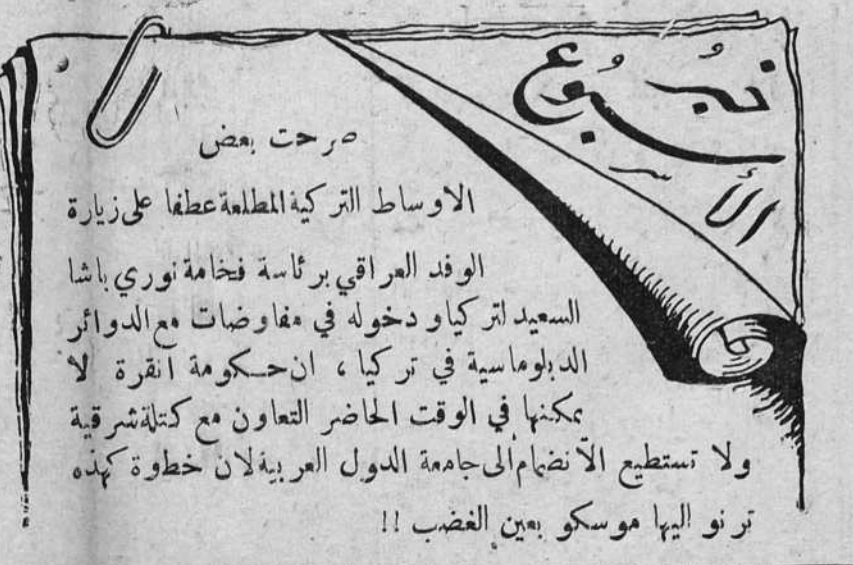 نُبُوع
الأسبوع
صرحت بعض
الاوساط التركية المطلعة عطفا على زيارة
الوفد العراقي برئاسة فخامة نوري باشا
السعيد لتركيا ودخوله في مفاوضات مع الدوائر
الدبلوماسية في تركيا ، ان حكومة انقرة لا
يمكنها في الوقت الحاضر التعاون مع كتلة شرقية
ولا تستطيع الانضمام الى جامعة الدول العربية لان خطوة كهذه
ترنو اليها موسكو بعين الغضب !!